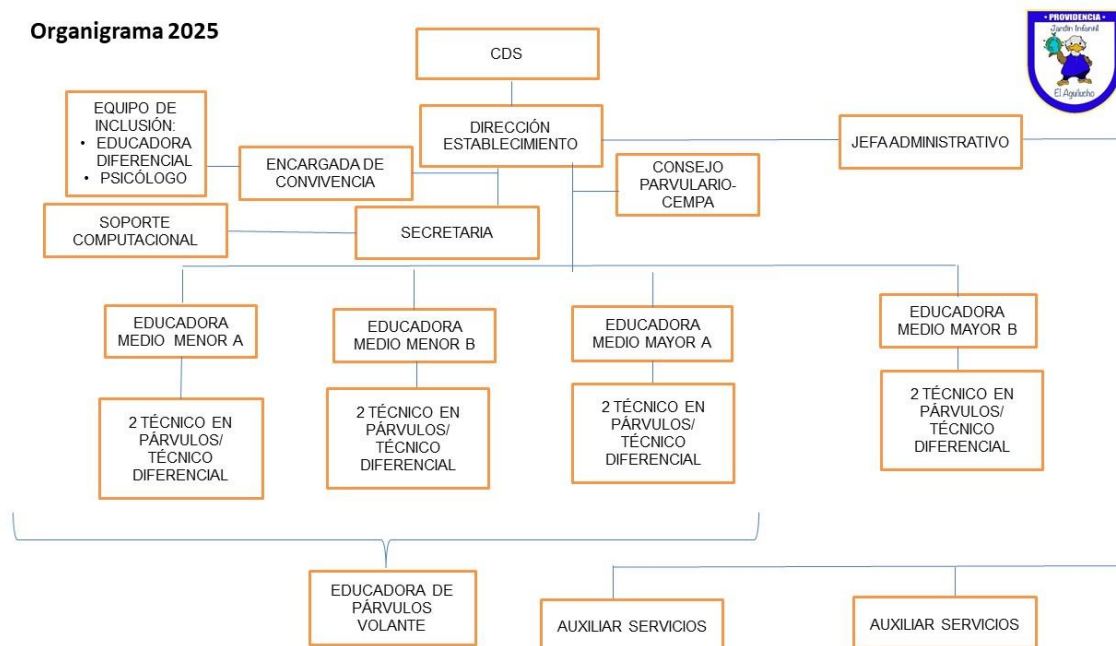 Organigrama 2025
• PROVIDENCIA •
Jardín Infantil
El Aguilucho
CDS
EQUIPO DE
INCLUSIÓN:
• EDUCADORA
DIFERENCIAL
• PSICÓLOGO
DIRECCIÓN
ESTABLECIMIENTO
JEFA ADMINISTRATIVO
ENCARGADA DE
CONVIVENCIA
CONSEJO
PARVULARIO-
CEMPA
SOPORTE
COMPUTACIONAL
SECRETARIA
EDUCADORA
MEDIO MENOR A
EDUCADORA
MEDIO MENOR B
EDUCADORA
MEDIO MAYOR A
EDUCADORA
MEDIO MAYOR B
2 TÉCNICO EN
PÁRVULOS/
TÉCNICO
DIFERENCIAL
2 TÉCNICO EN
PÁRVULOS/
TÉCNICO
DIFERENCIAL
2 TÉCNICO EN
PÁRVULOS/
TÉCNICO
DIFERENCIAL
2 TÉCNICO EN
PÁRVULOS/
TÉCNICO
DIFERENCIAL
EDUCADORA DE
PÁRVULOS
VOLANTE
AUXILIAR SERVICIOS
AUXILIAR SERVICIOS